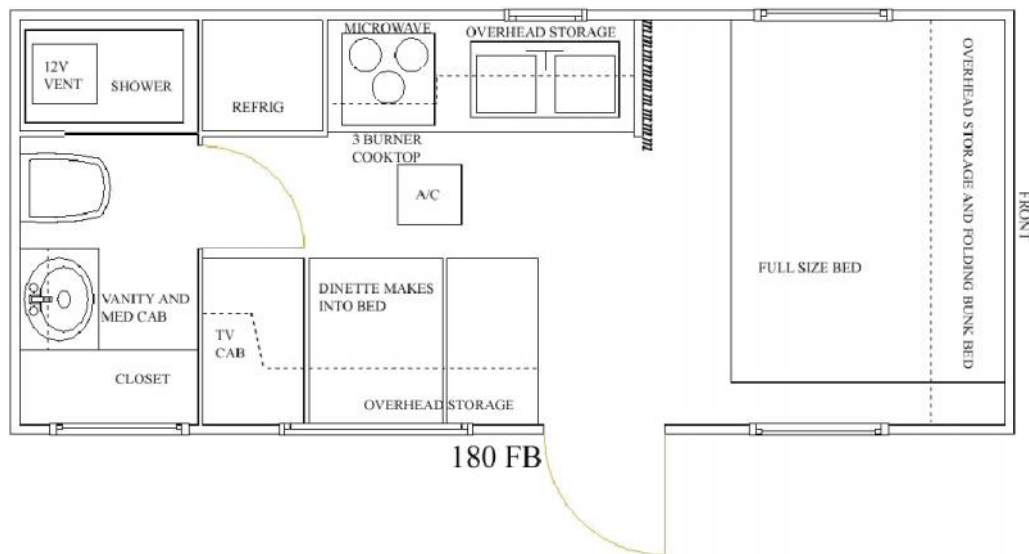 MICROWAVE
OVERHEAD STORAGE
12V
VENT
SHOWER
REFRIG
3 BURNER
COOKTOP
A/C
OVERHEAD STORAGE AND FOLDING BUNK BED
FRONT
FULL SIZE BED
DINETTE MAKES
INTO BED
VANITY AND
MED CAB
TV
CAB
CLOSET
OVERHEAD STORAGE
180 FB